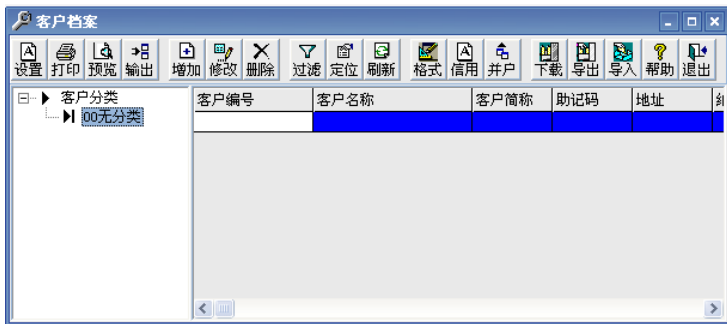 客户档案
设置 打印 预览 输出 增加 修改 删除 过滤 定位 刷新 格式 信用 并户 下载 导出 导入 帮助 退出
客户分类
00无分类
客户编号 客户名称 客户简称 助记码 地址